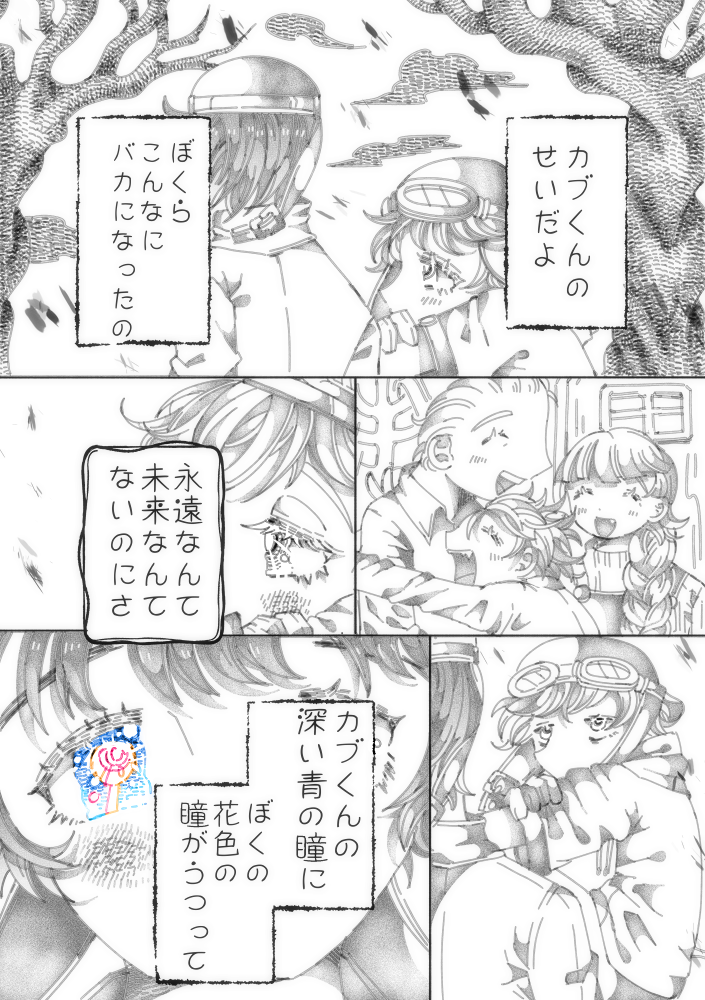 カブくんの
せいだよ
ぼくら
こんなに
バカになったの
永遠なんて
未来なんて
ないのにさ
カブくんの
深い青の瞳に
ぼくの
花色の
瞳がうつって